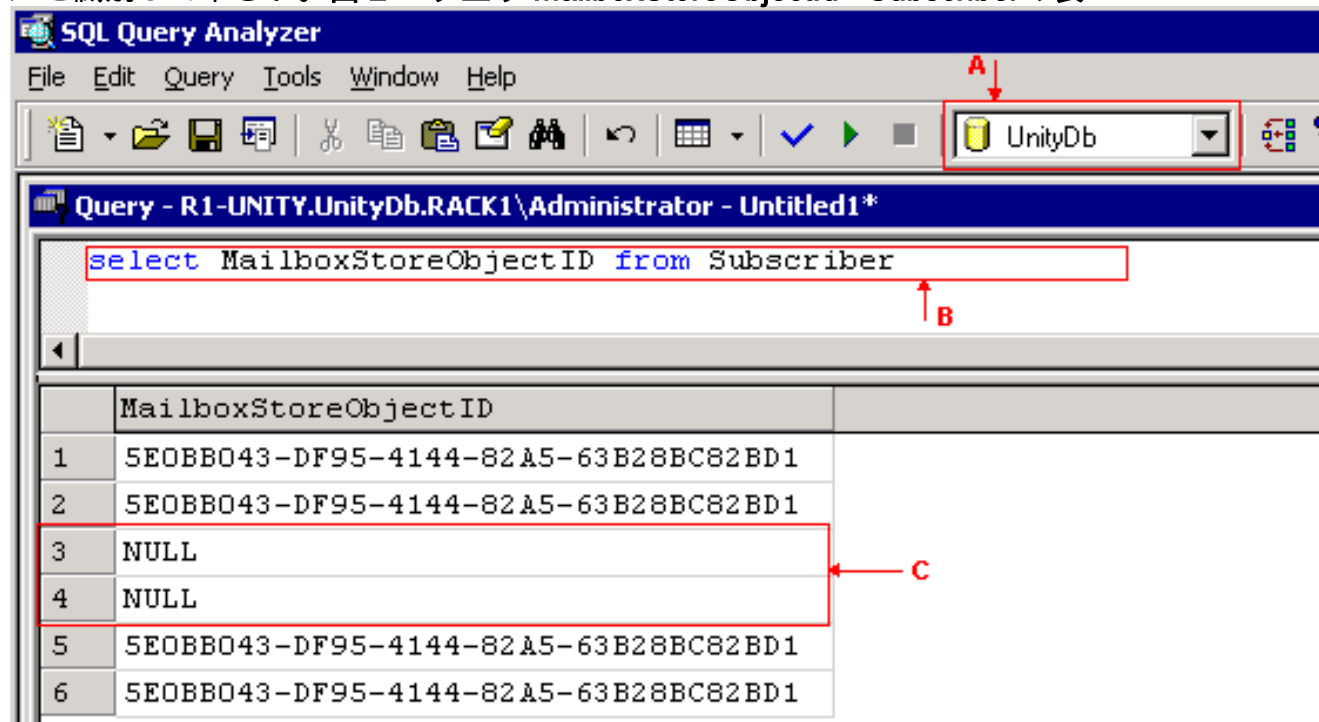 MailboxStoreObjectId Subscriber
SQL Query Analyzer
File Edit Query Tools Window Help
A
UnityDb
Query - R1-UNITY.UnityDb.RACK1\Administrator - Untitled1*
select MailboxStoreObjectID from Subscriber
B
MailboxStoreObjectID
1 5E0BB043-DF95-4144-82A5-63B28BC82BD1
2 5E0BB043-DF95-4144-82A5-63B28BC82BD1
3 NULL
C
4 NULL
5 5E0BB043-DF95-4144-82A5-63B28BC82BD1
6 5E0BB043-DF95-4144-82A5-63B28BC82BD1